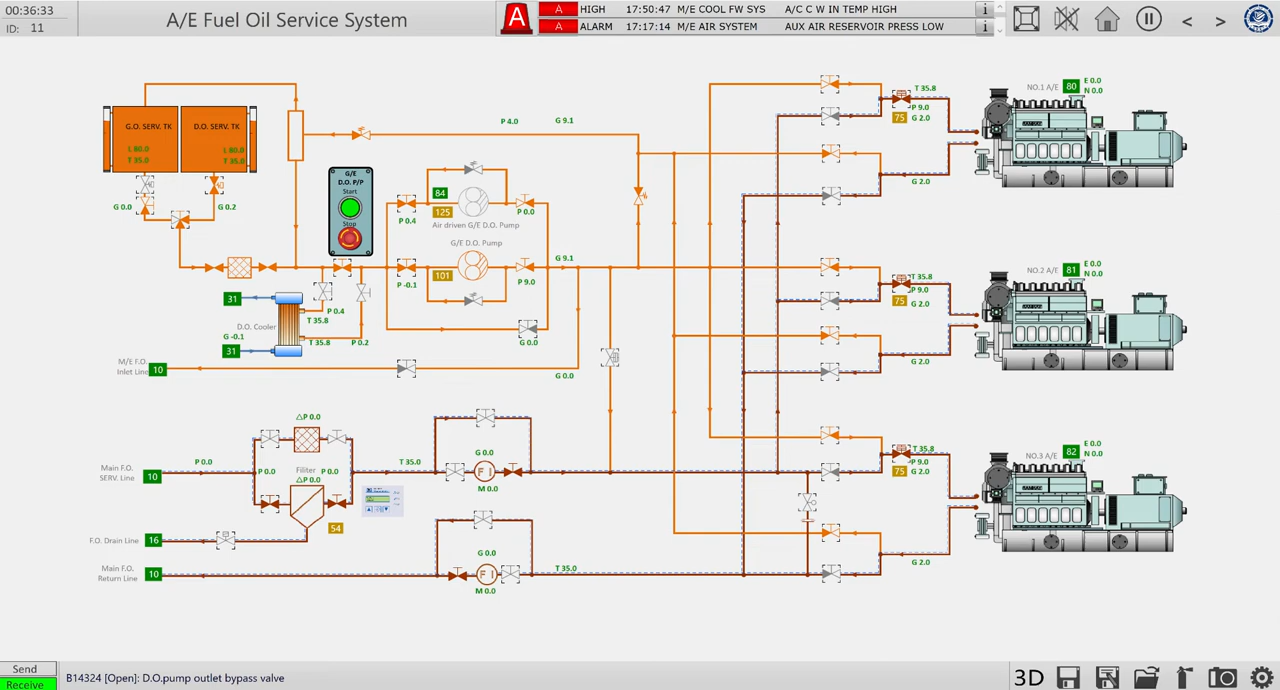 00:36:33
ID: 11
A/E Fuel Oil Service System
A
A HIGH 17:50:47 M/E COOL FW SYS A/C C W IN TEMP HIGH i
A ALARM 17:17:14 M/E AIR SYSTEM AUX AIR RESERVOIR PRESS LOW i
G.O. SERV. TK
L 80.0
T 35.0
D.O. SERV. TK
L 80.0
T 35.0
G 0.0
G 0.2
G/E
D.O. P/P
Start
Stop
P 4.0
G 9.1
84
125
P 0.4
P 0.0
Air driven G/E D.O. Pump
G/E D.O. Pump
101
P -0.1
P 9.0
G 9.1
G 0.0
31
D.O. Cooler
G -0.1
31
P 0.4
T 35.8
T 35.8
P 0.2
M/E F.O.
Inlet Line
10
G 0.0
△P 0.0
Main F.O.
SERV. Line
10
P 0.0
P 0.0
Filiter
P 0.0
△P 0.0
54
T 35.0
G 0.0
F I
M 0.0
F.O. Drain Line
16
Main F.O.
Return Line
10
G 0.0
F I
M 0.0
T 35.0
T 35.8
P 9.0
75
G 2.0
G 2.0
NO.1 A/E
80
E 0.0
N 0.0
T 35.8
P 9.0
75
G 2.0
G 2.0
NO.2 A/E
81
E 0.0
N 0.0
T 35.8
P 9.0
75
G 2.0
G 2.0
NO.3 A/E
82
E 0.0
N 0.0
Send
Receive
B14324 [Open]: D.O.pump outlet bypass valve
3D